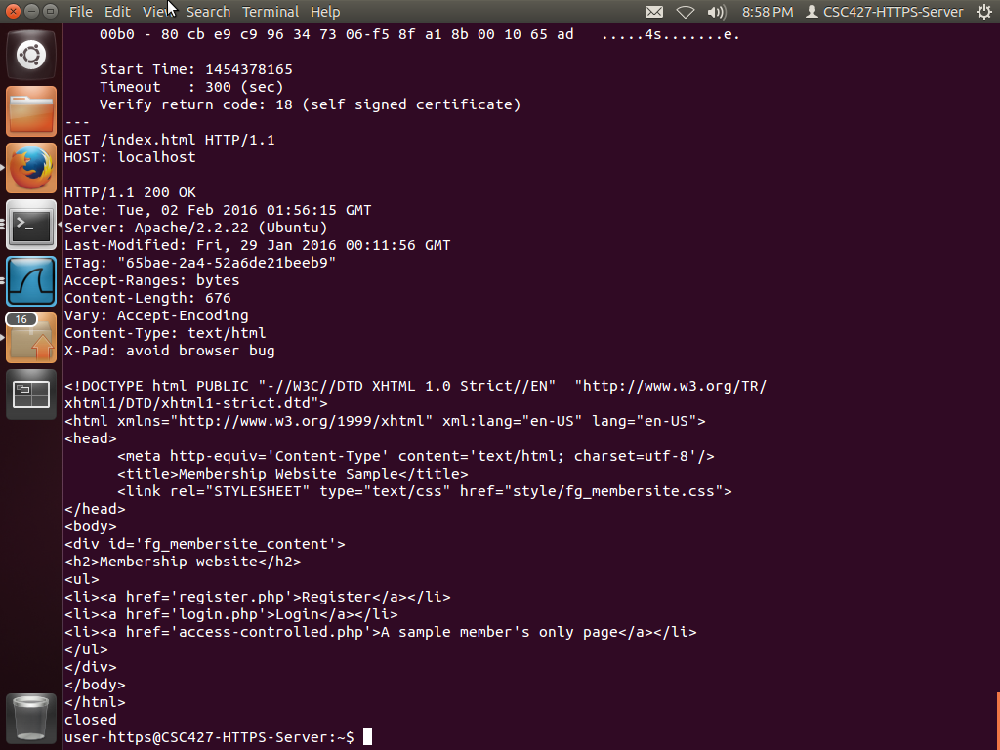 File Edit View Search Terminal Help 8:58 PM CSC427-HTTPS-Server
00b0 - 80 cb e9 c9 96 34 73 06-f5 8f a1 8b 00 10 65 ad   .....4s.......e.
Start Time: 1454378165
Timeout   : 300 (sec)
Verify return code: 18 (self signed certificate)
---
GET /index.html HTTP/1.1
HOST: localhost
HTTP/1.1 200 OK
Date: Tue, 02 Feb 2016 01:56:15 GMT
Server: Apache/2.2.22 (Ubuntu)
Last-Modified: Fri, 29 Jan 2016 00:11:56 GMT
ETag: "65bae-2a4-52a6de21beeb9"
Accept-Ranges: bytes
Content-Length: 676
Vary: Accept-Encoding
Content-Type: text/html
X-Pad: avoid browser bug
<!DOCTYPE html PUBLIC "-//W3C//DTD XHTML 1.0 Strict//EN"  "http://www.w3.org/TR/
xhtml1/DTD/xhtml1-strict.dtd">
<html xmlns="http://www.w3.org/1999/xhtml" xml:lang="en-US" lang="en-US">
<head>
<meta http-equiv='Content-Type' content='text/html; charset=utf-8'/>
<title>Membership Website Sample</title>
<link rel="STYLESHEET" type="text/css" href="style/fg_membersite.css">
</head>
<body>
<div id='fg_membersite_content'>
<h2>Membership website</h2>
<ul>
<li><a href='register.php'>Register</a></li>
<li><a href='login.php'>Login</a></li>
<li><a href='access-controlled.php'>A sample member's only page</a></li>
</ul>
</div>
</body>
</html>
closed
user-https@CSC427-HTTPS-Server:~$
16